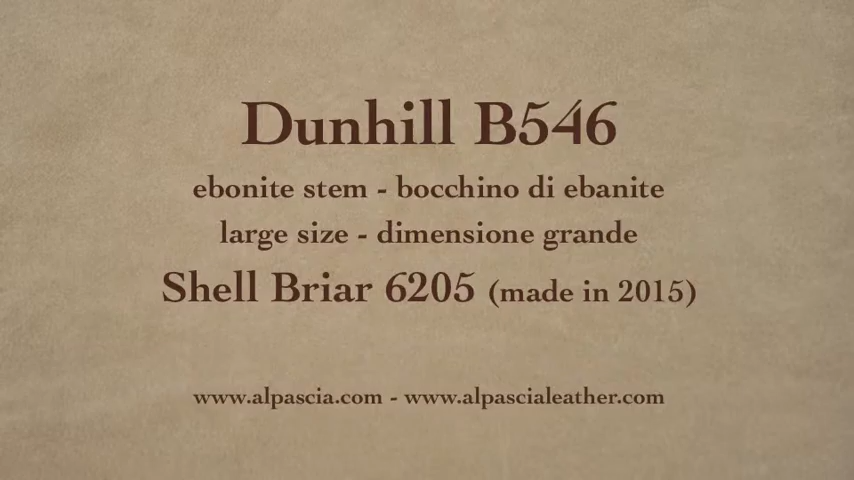 Dunhill B546
ebonite stem - bocchino di ebanite
large size - dimensione grande
Shell Briar 6205 (made in 2015)
www.alpascia.com - www.alpascialeather.com